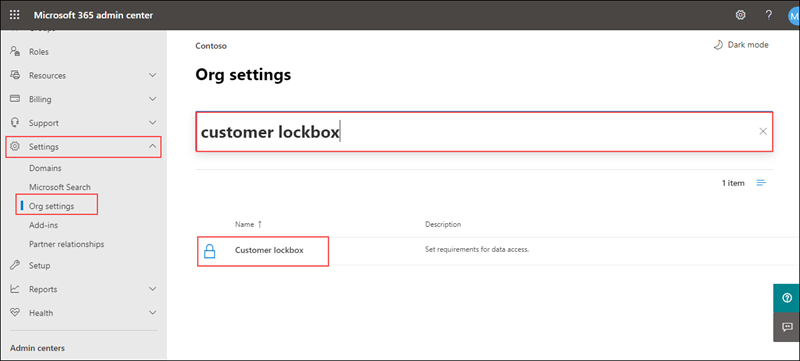 Microsoft 365 admin center
M
Groups
Roles
Resources
Billing
Support
Settings
Domains
Microsoft Search
Org settings
Add-ins
Partner relationships
Setup
Reports
Health
Admin centers
Contoso
Dark mode
Org settings
customer lockbox
1 item
Name ↑
Description
Customer lockbox
Set requirements for data access.